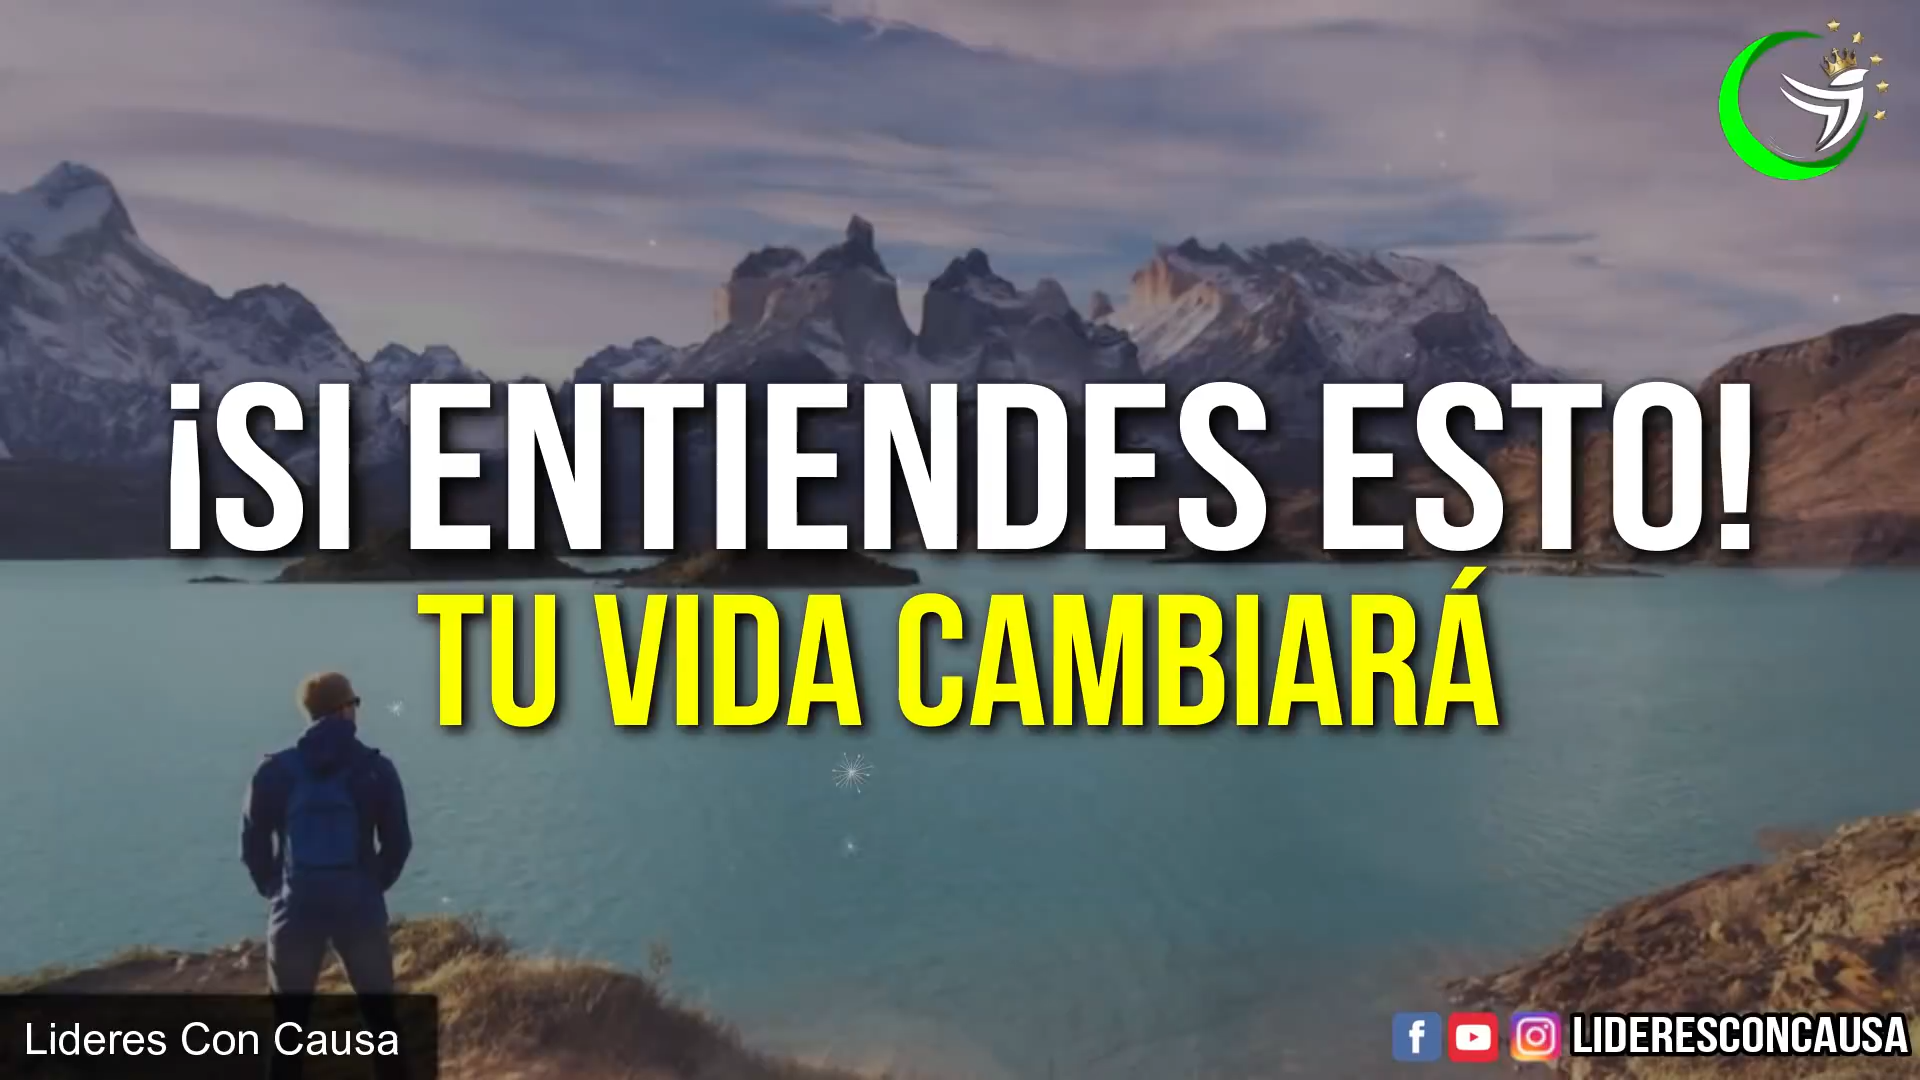 ¡SI ENTIENDES ESTO!
TU VIDA CAMBIARÁ
Lideres Con Causa
LIDERESCONCAUSA